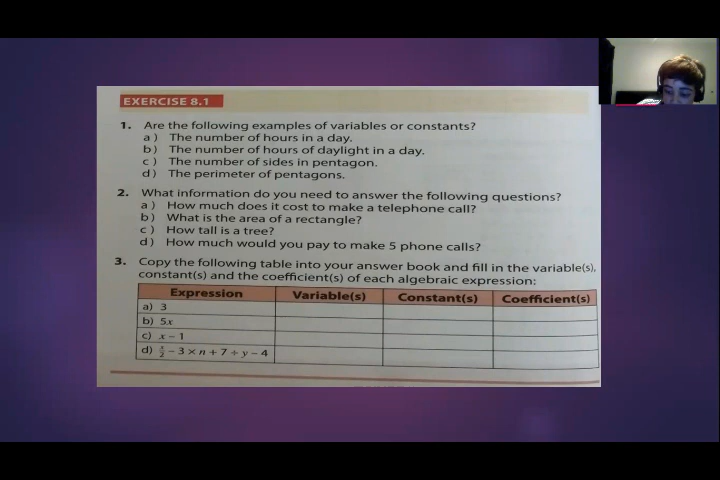 EXERCISE 8.1
1. Are the following examples of variables or constants?
a) The number of hours in a day.
b) The number of hours of daylight in a day.
c) The number of sides in pentagon.
d) The perimeter of pentagons.
2. What information do you need to answer the following questions?
a) How much does it cost to make a telephone call?
b) What is the area of a rectangle?
c) How tall is a tree?
d) How much would you pay to make 5 phone calls?
3. Copy the following table into your answer book and fill in the variable(s),
constant(s) and the coefficient(s) of each algebraic expression:
Expression Variable(s) Constant(s) Coefficient(s)
a) 3
b) 5x
c) x – 1
d) x/2 – 3 × n + 7 ÷ y – 4